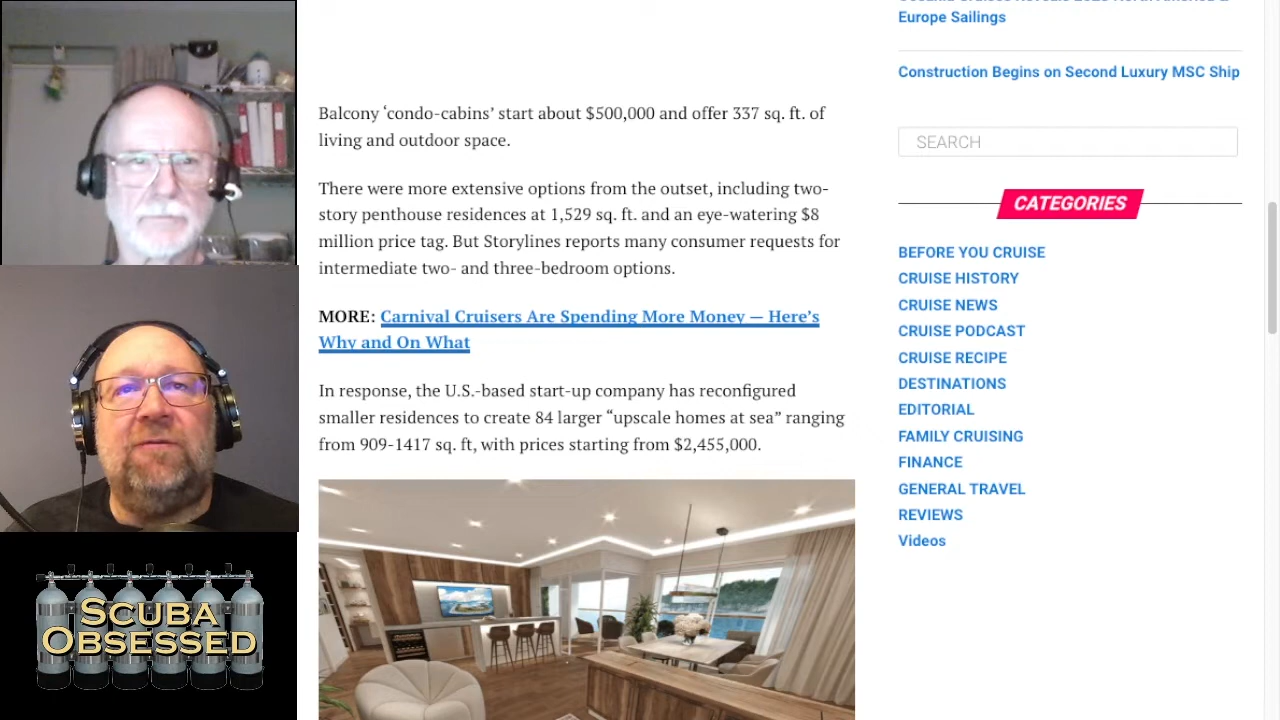 Balcony ‘condo-cabins’ start about $500,000 and offer 337 sq. ft. of
living and outdoor space.
There were more extensive options from the outset, including two-
story penthouse residences at 1,529 sq. ft. and an eye-watering $8
million price tag. But Storylines reports many consumer requests for
intermediate two- and three-bedroom options.
MORE: Carnival Cruisers Are Spending More Money — Here’s
Why and On What
In response, the U.S.-based start-up company has reconfigured
smaller residences to create 84 larger “upscale homes at sea” ranging
from 909-1417 sq. ft, with prices starting from $2,455,000.
Europe Sailings
Construction Begins on Second Luxury MSC Ship
SEARCH
CATEGORIES
BEFORE YOU CRUISE
CRUISE HISTORY
CRUISE NEWS
CRUISE PODCAST
CRUISE RECIPE
DESTINATIONS
EDITORIAL
FAMILY CRUISING
FINANCE
GENERAL TRAVEL
REVIEWS
Videos
SCUBA
OBSESSED